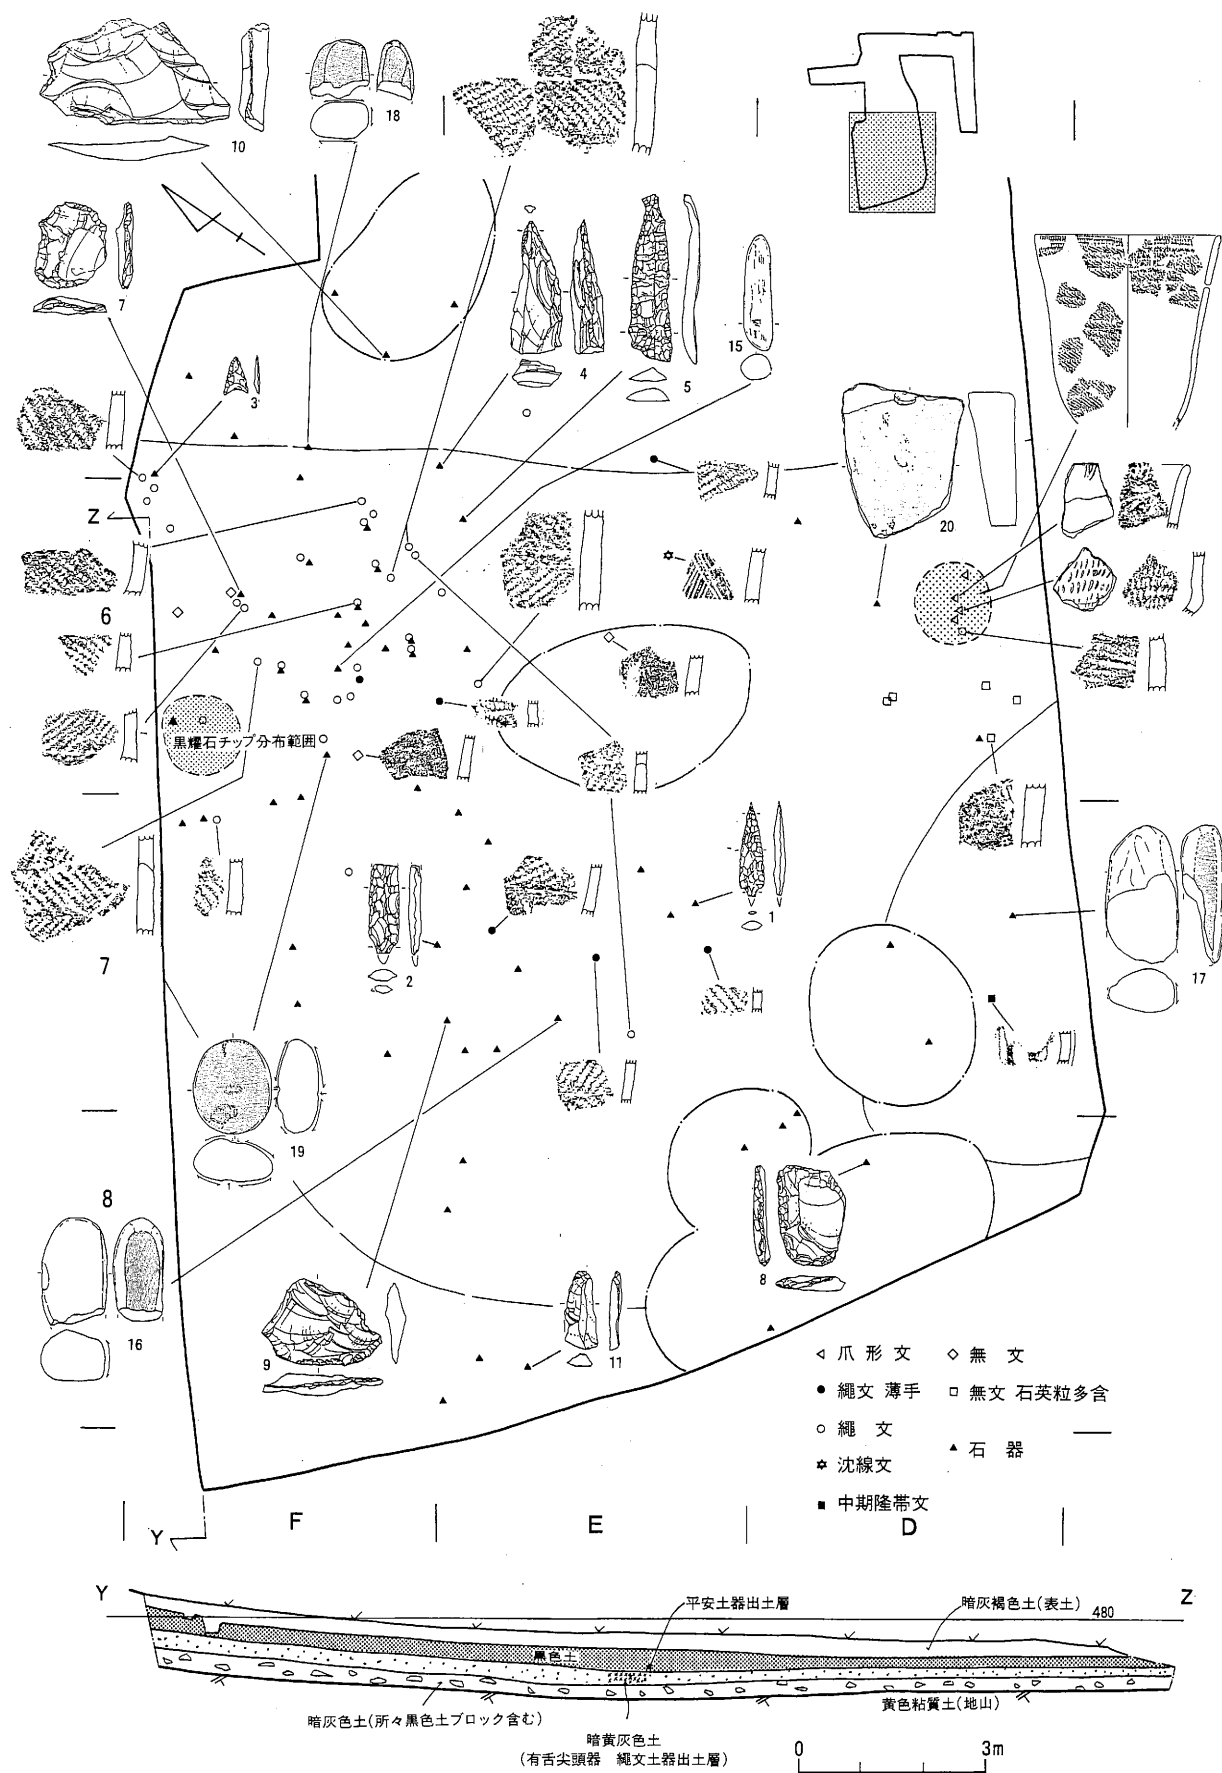 10
18
7
3
4
5
15
20
Z
6
黒耀石チップ分布範囲
7
2
1
17
19
8
8
16
9
11
◁ 爪形文 ◇ 無文
● 縄文 薄手 □ 無文 石英粒多含
○ 縄文
▲ 石器
✡ 沈線文
■ 中期隆帯文
Y
F
E
D
Y
Z
平安土器出土層
暗灰褐色土(表土)
480
黒色土
黄色粘質土(地山)
暗灰色土(所々黒色土ブロック含む)
暗黄灰色土
(有舌尖頭器 縄文土器出土層)
0 3m